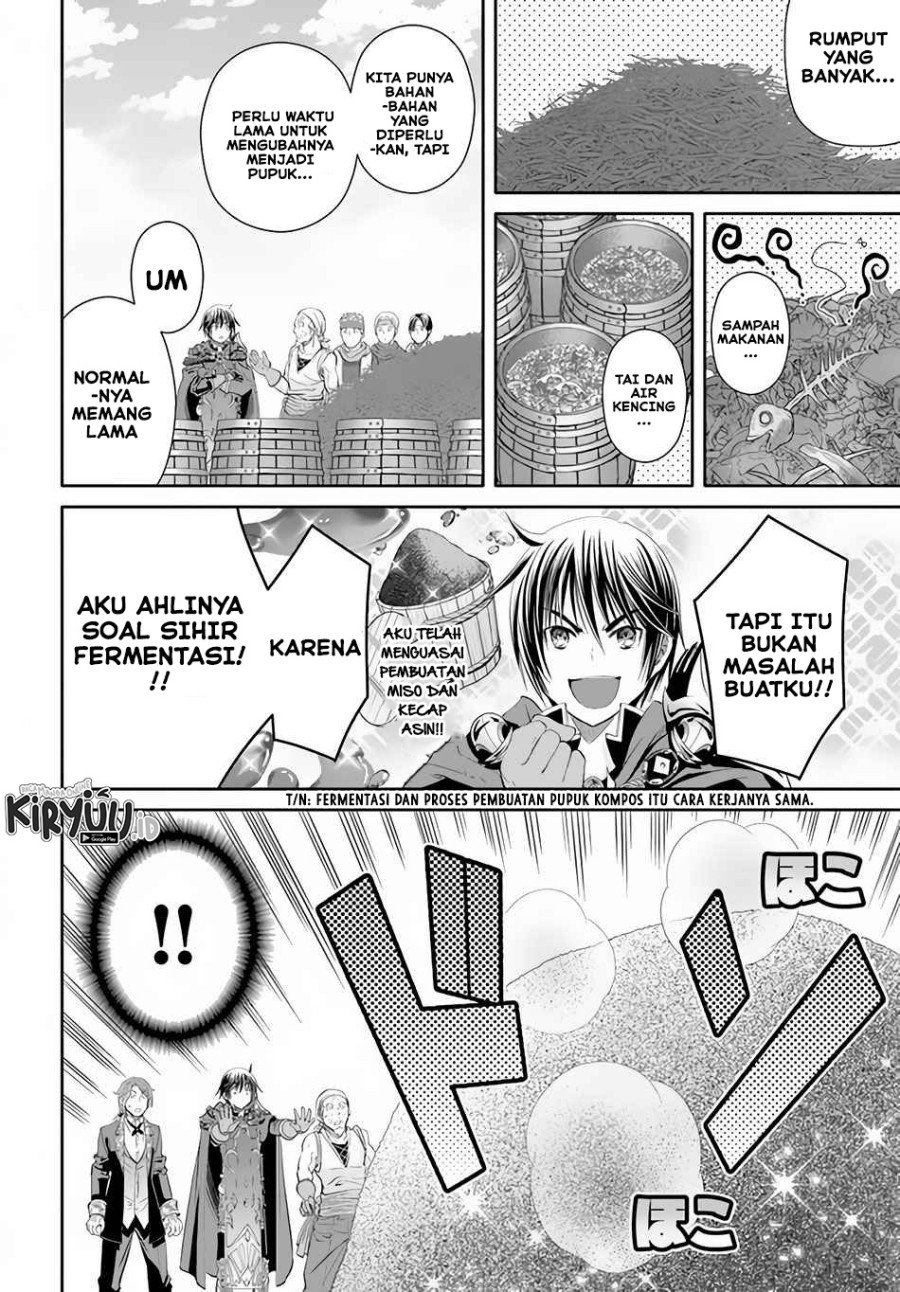 RUMPUT
YANG
BANYAK...
KITA PUNYA
BAHAN
-BAHAN
YANG
DIPERLU
-KAN, TAPI
PERLU WAKTU
LAMA UNTUK
MENGUBAHNYA
MENJADI
PUPUK...
SAMPAH
MAKANAN
...
TAI DAN
AIR
KENCING
...
UM
NORMAL
-NYA
MEMANG
LAMA
TAPI ITU
BUKAN
MASALAH
BUATKU!!
AKU TELAH
MENGUASAI
PEMBUATAN
MISO DAN
KECAP
ASIN!!
KARENA
AKU AHLINYA
SOAL SIHIR
FERMENTASI!
!!
T/N: FERMENTASI DAN PROSES PEMBUATAN PUPUK KOMPOS ITU CARA KERJANYA SAMA.
KIRYUU.ID
Google Play
ほこ
ドン
!!
ほこ